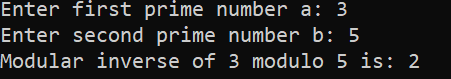 Enter first prime number a: 3
Enter second prime number b: 5
Modular inverse of 3 modulo 5 is: 2